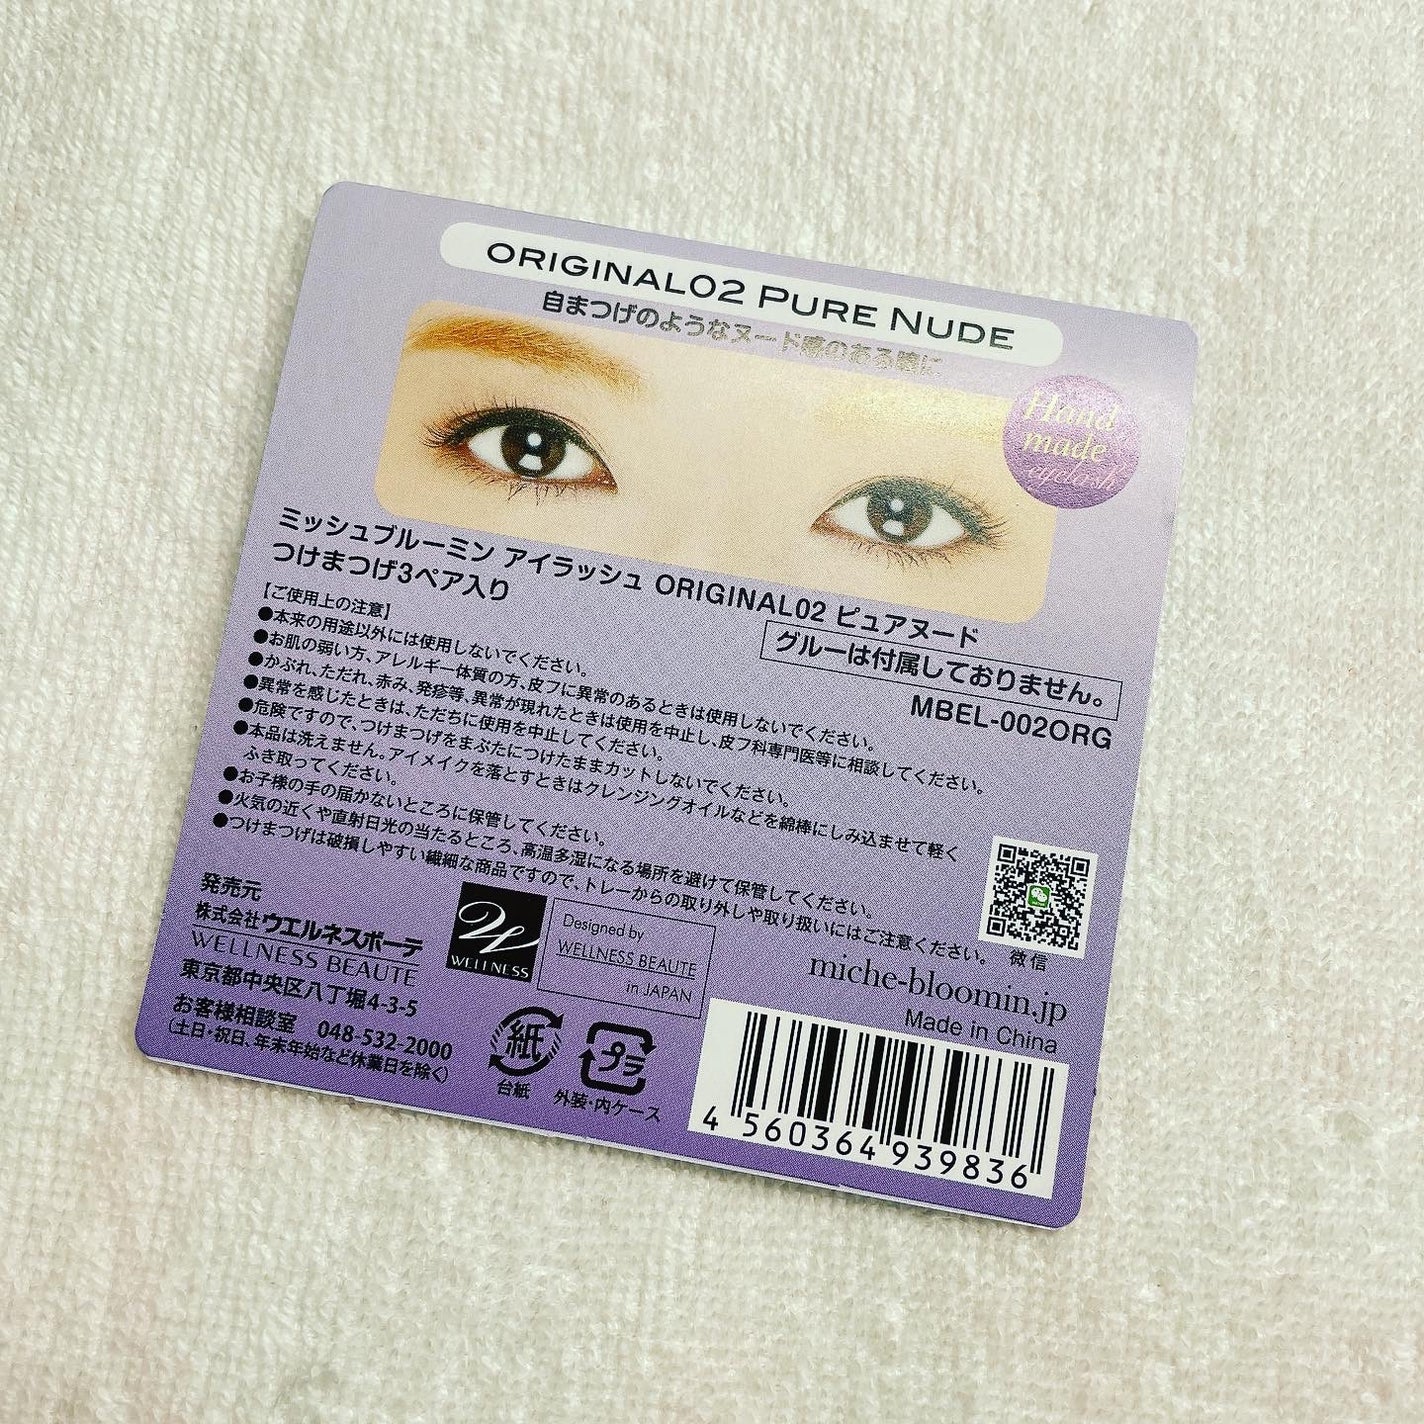 ORIGINAL02 PURE NUDE
自まつげのようなヌード感のある瞳に
Hand
made
eyelash
ミッシュブルーミン アイラッシュ ORIGINAL02 ピュアヌード
つけまつげ3ペア入り
グルーは付属しておりません。
MBEL-002ORG
【ご使用上の注意】
●本来の用途以外には使用しないでください。
●お肌の弱い方、アレルギー体質の方、皮フに異常のあるときは使用しないでください。
●かぶれ、ただれ、赤み、発疹等、異常が現れたときは使用を中止し、皮フ科専門医等に相談してください。
●異常を感じたときは、ただちに使用を中止してください。
●危険ですので、つけまつげをまぶたにつけたままカットしないでください。
●本品は洗えません。アイメイクを落とすときはクレンジングオイルなどを綿棒にしみ込ませて軽く
ふき取ってください。
●お子様の手の届かないところに保管してください。
●火気の近くや直射日光の当たるところ、高温多湿になる場所を避けて保管してください。
●つけまつげは破損しやすい繊細な商品ですので、トレーからの取り外しや取り扱いにはご注意ください。
微信
発売元
株式会社ウエルネスボーテ
WELLNESS BEAUTE
東京都中央区八丁堀4-3-5
お客様相談室 048-532-2000
(土日・祝日、年末年始など休業日を除く)
W
WELLNESS
Designed by
WELLNESS BEAUTE
in JAPAN
紙
台紙
プラ
外装・内ケース
miche-bloomin.jp
Made in China
4 560364 939836